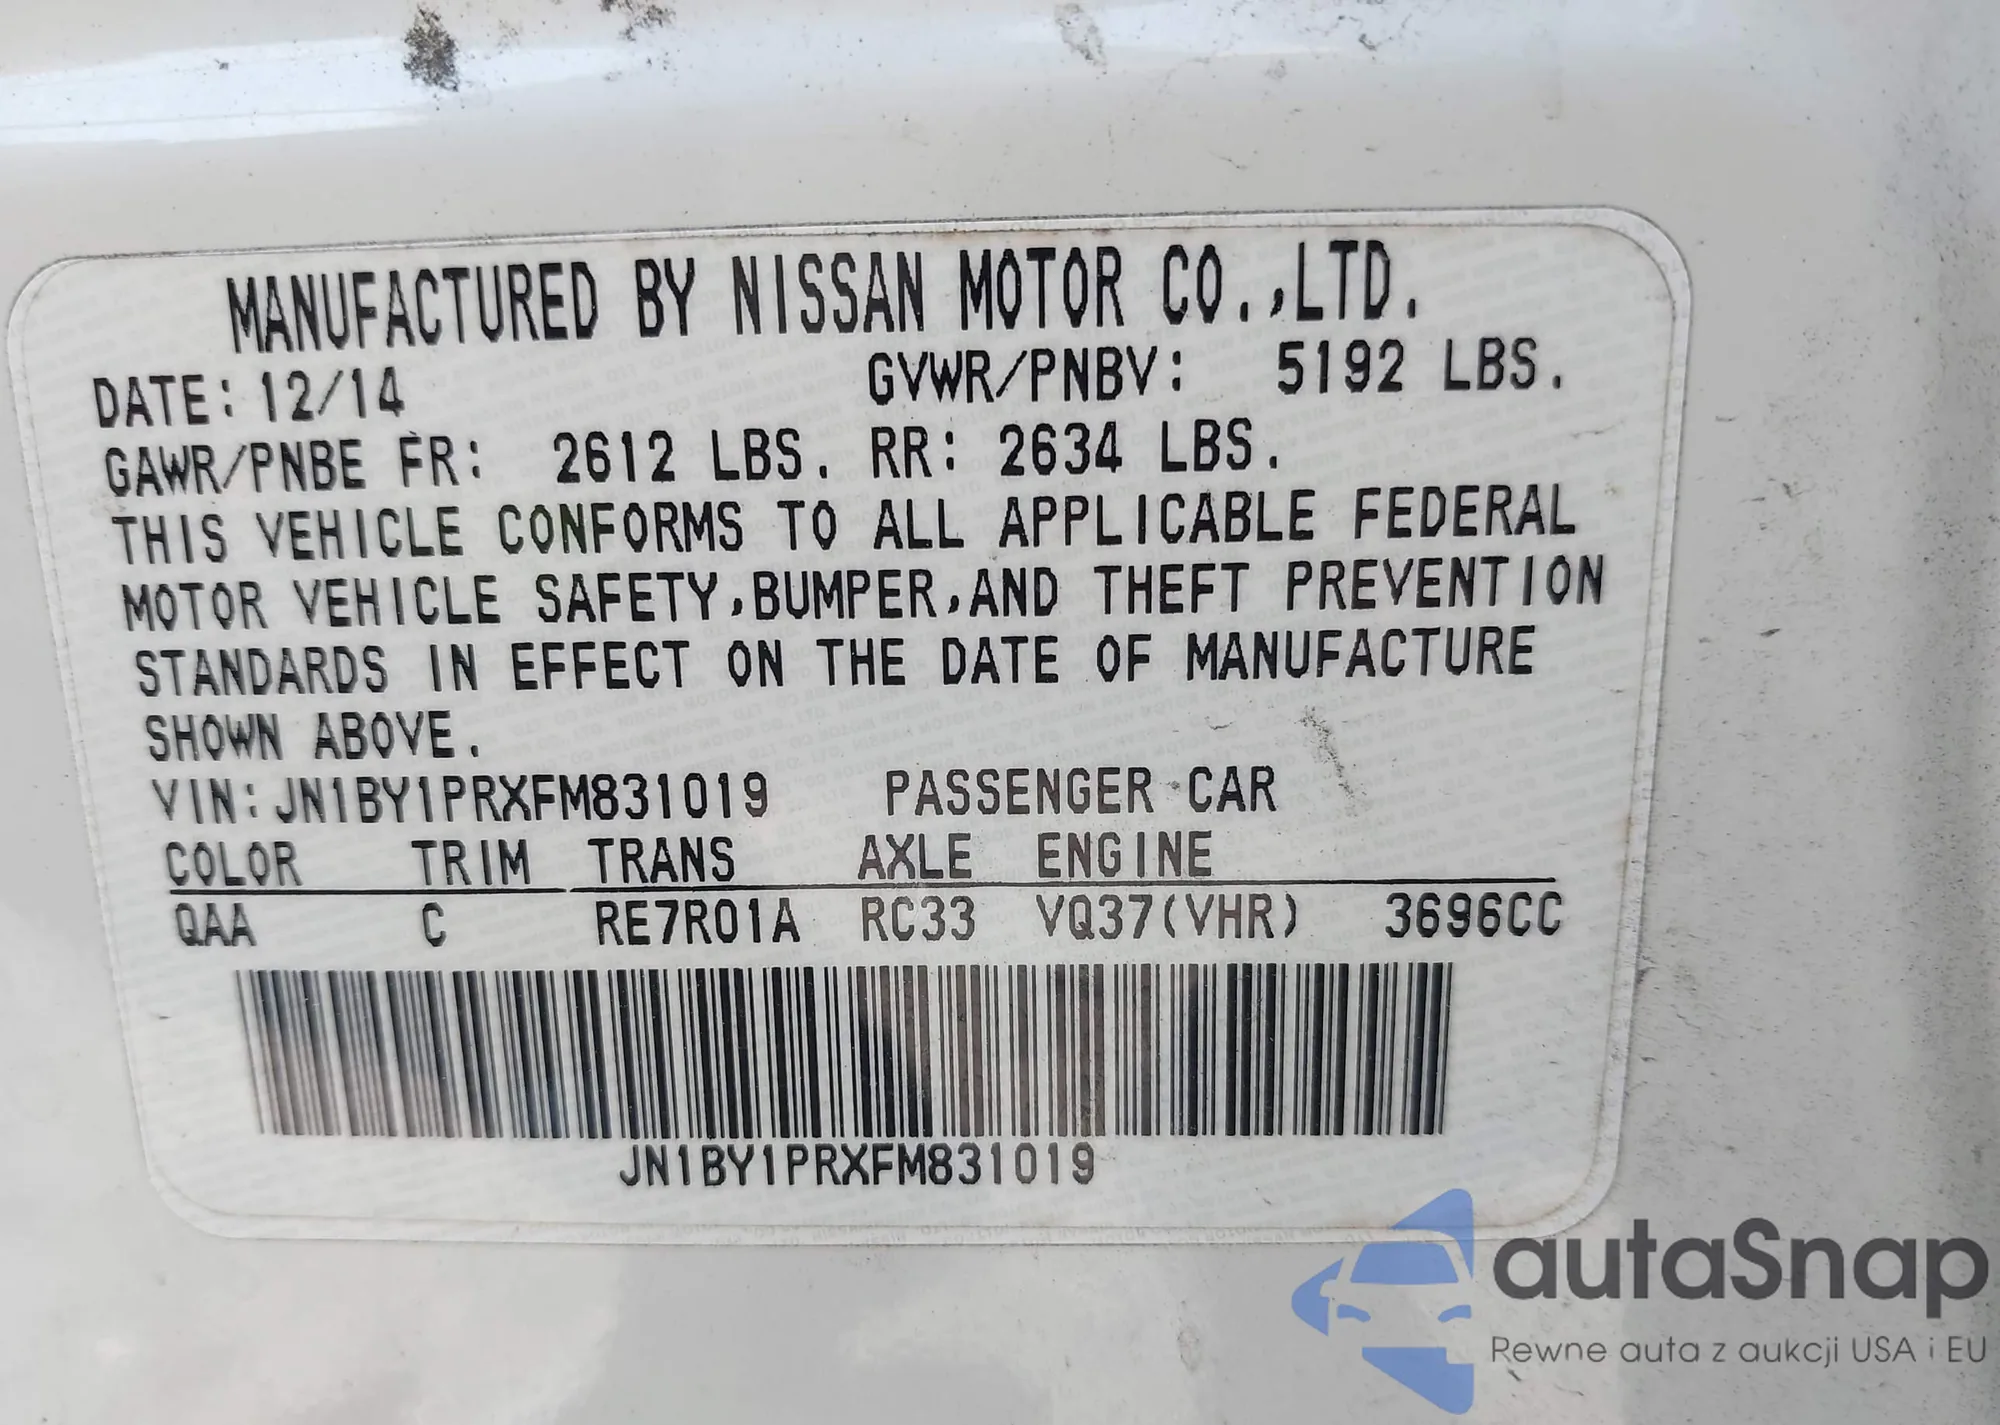 MANUFACTURED BY NISSAN MOTOR CO.,LTD.
DATE: 12/14 GVWR/PNBV: 5192 LBS.
GAWR/PNBE FR: 2612 LBS. RR: 2634 LBS.
THIS VEHICLE CONFORMS TO ALL APPLICABLE FEDERAL
MOTOR VEHICLE SAFETY,BUMPER,AND THEFT PREVENTION
STANDARDS IN EFFECT ON THE DATE OF MANUFACTURE
SHOWN ABOVE.
VIN:JN1BY1PRXFM831019 PASSENGER CAR
COLOR TRIM TRANS AXLE ENGINE
QAA C RE7R01A RC33 VQ37(VHR) 3696CC
JN1BY1PRXFM831019
autaSnap
Pewne auta z aukcji USA i EU